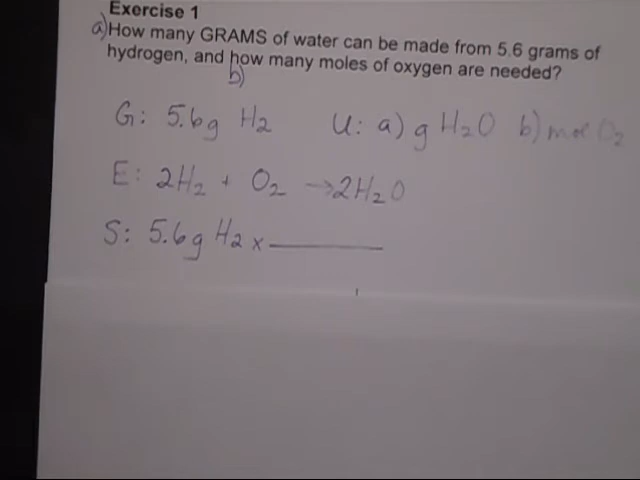 Exercise 1
a) How many GRAMS of water can be made from 5.6 grams of
hydrogen, and how many moles of oxygen are needed?
b)
G: 5.6g H2 U: a) g H2O b) mol O2
E: 2H2 + O2 → 2H2O
S: 5.6g H2 x ______